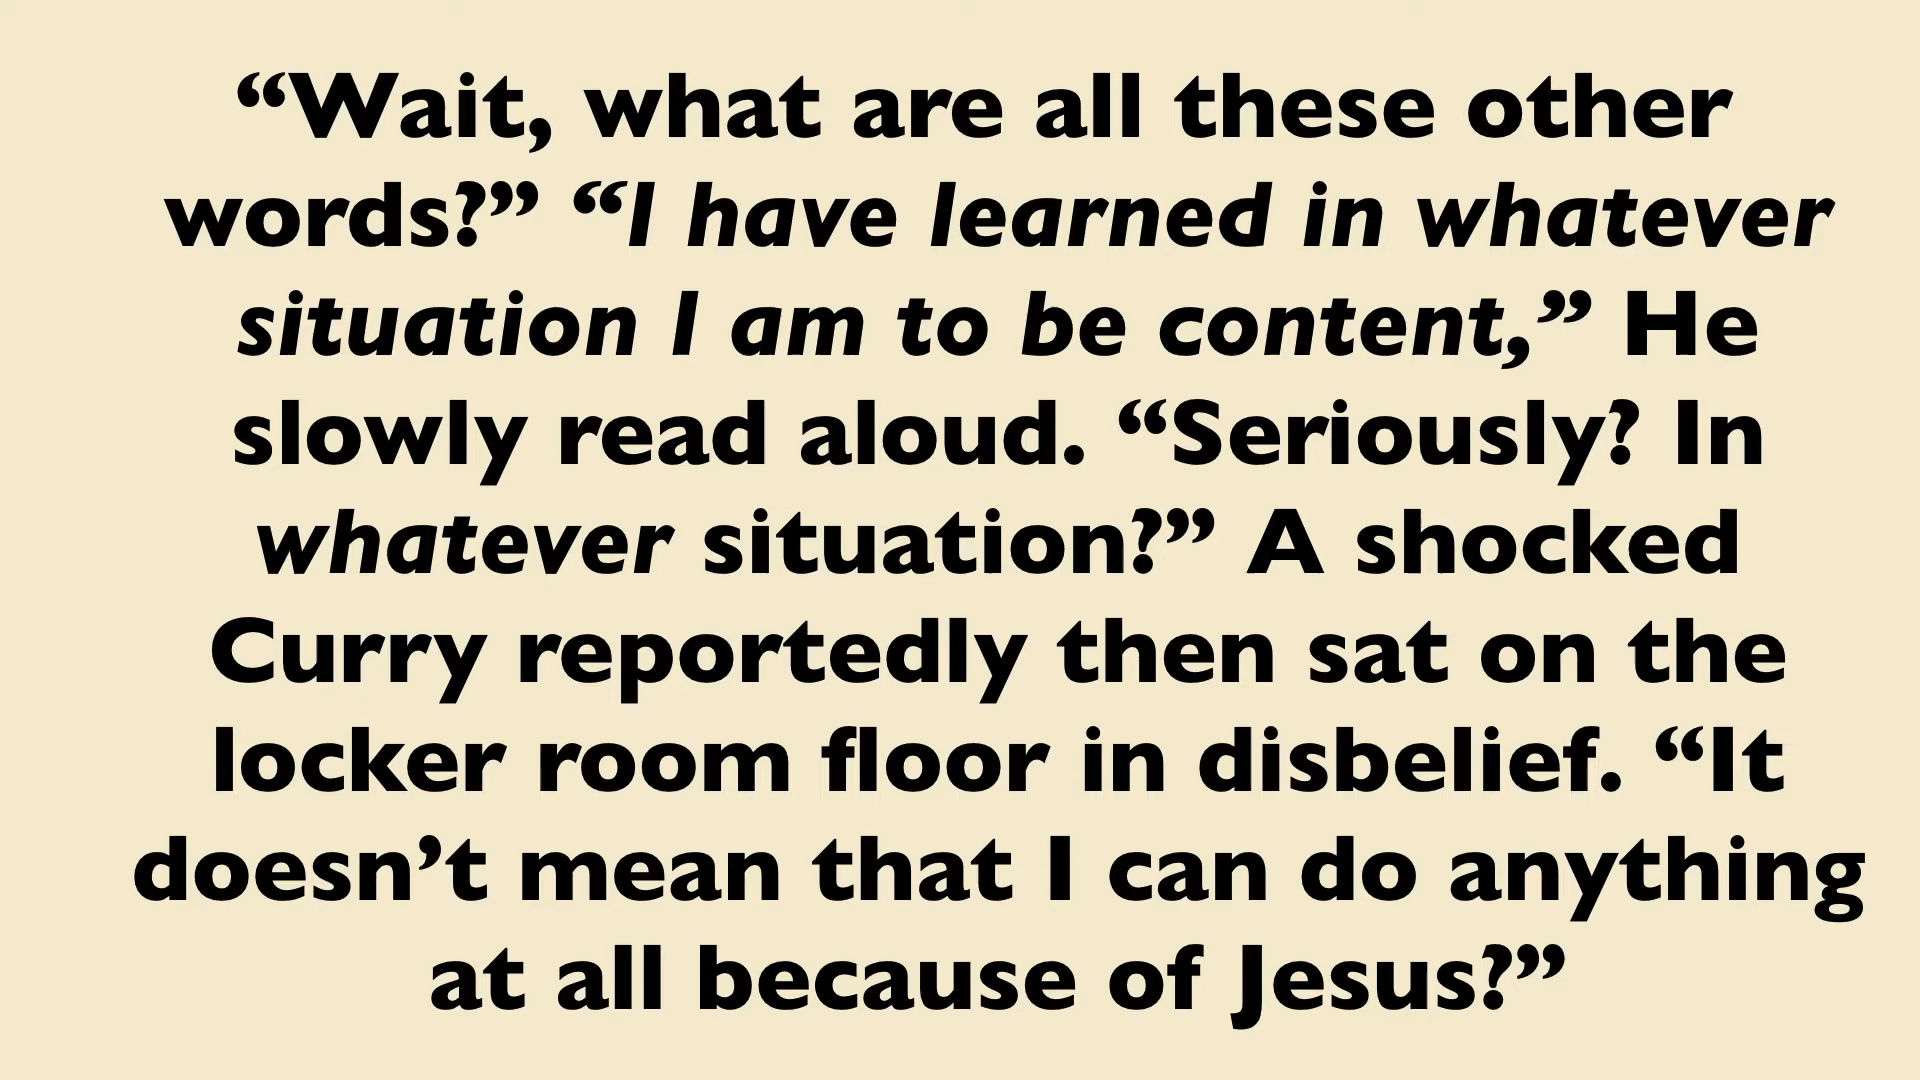 “Wait, what are all these other
words?” “I have learned in whatever
situation I am to be content,” He
slowly read aloud. “Seriously? In
whatever situation?” A shocked
Curry reportedly then sat on the
locker room floor in disbelief. “It
doesn’t mean that I can do anything
at all because of Jesus?”